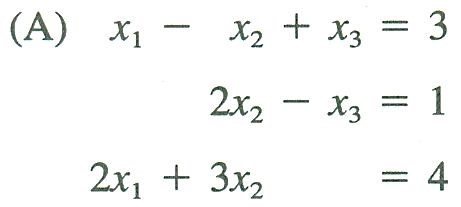 (A) x₁ − x₂ + x₃ = 3
2x₂ − x₃ = 1
2x₁ + 3x₂ = 4